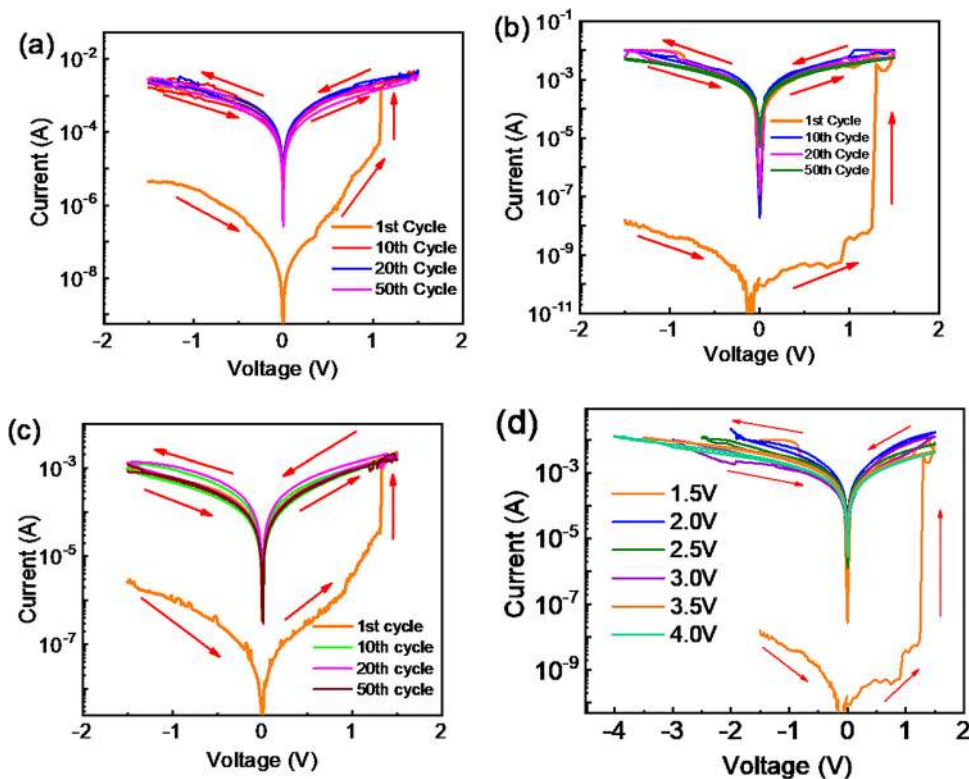 (a)
Current (A)
10⁻²
10⁻⁴
10⁻⁶
10⁻⁸
1st Cycle
10th Cycle
20th Cycle
50th Cycle
-2 -1 0 1 2
Voltage (V)
(b)
Current (A)
10⁻¹
10⁻³
10⁻⁵
10⁻⁷
10⁻⁹
10⁻¹¹
1st Cycle
10th Cycle
20th Cycle
50th Cycle
-2 -1 0 1 2
Voltage (V)
(c)
Current (A)
10⁻³
10⁻⁵
10⁻⁷
1st cycle
10th cycle
20th cycle
50th cycle
-2 -1 0 1 2
Voltage (V)
(d)
Current (A)
10⁻³
10⁻⁵
10⁻⁷
10⁻⁹
1.5V
2.0V
2.5V
3.0V
3.5V
4.0V
-4 -3 -2 -1 0 1 2
Voltage (V)